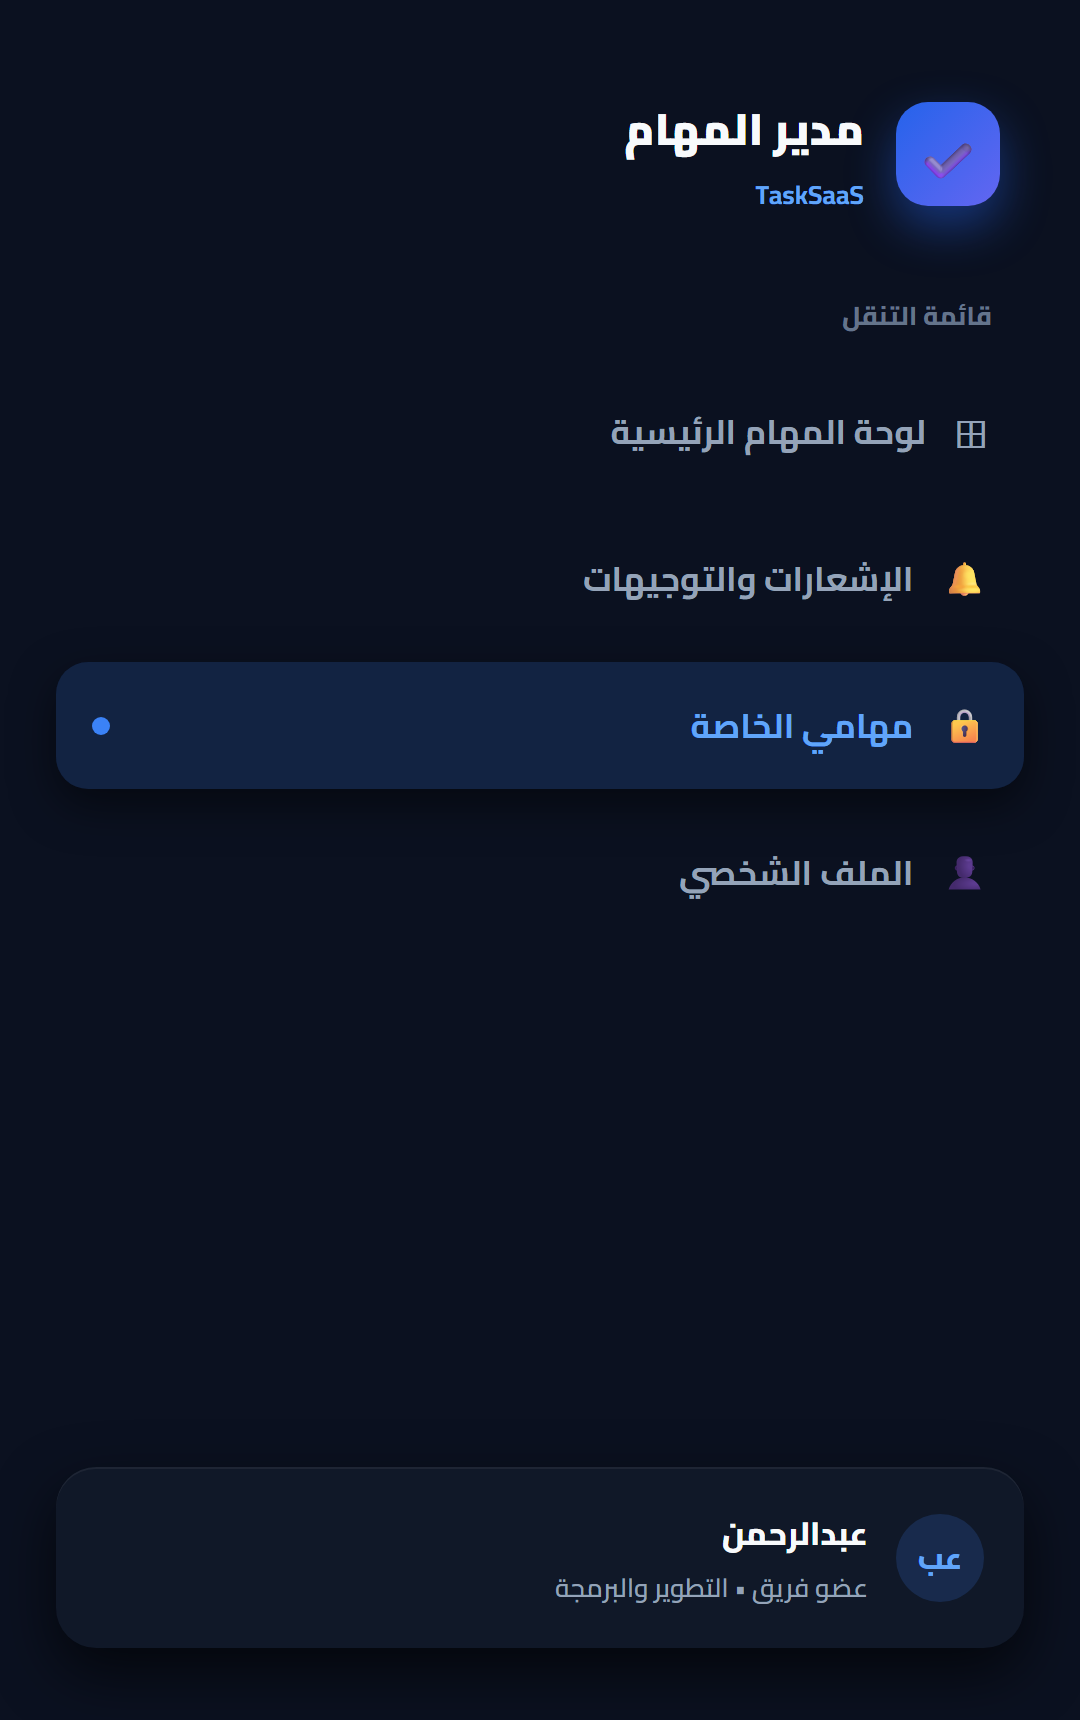 مدير المهام
TaskSaaS
قائمة التنقل
لوحة المهام الرئيسية
الإشعارات والتوجيهات
مهامي الخاصة
الملف الشخصي
عب
عبدالرحمن
عضو فريق • التطوير والبرمجة